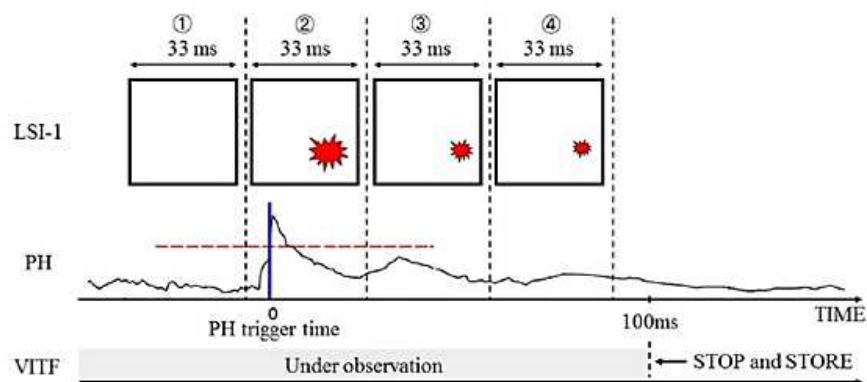 ① ② ③ ④
33 ms 33 ms 33 ms 33 ms
LSI-1
PH
0 TIME
PH trigger time 100ms
VITF Under observation STOP and STORE